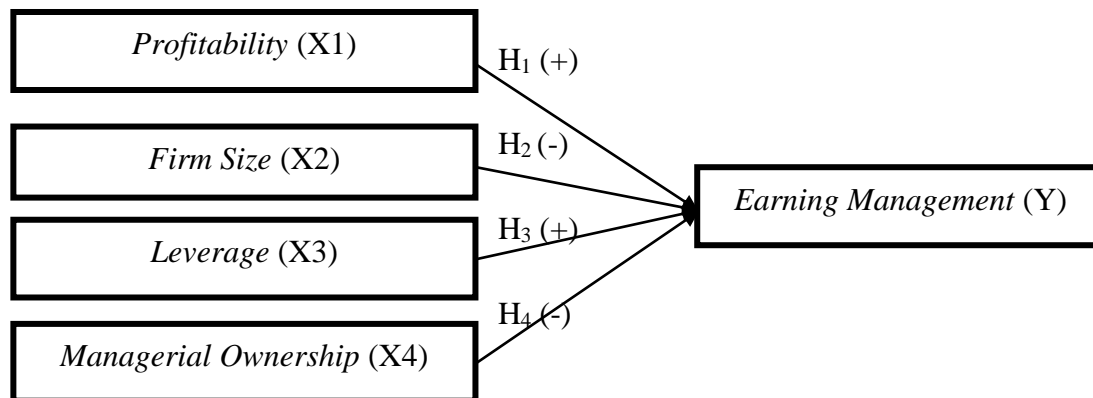 Profitability (X1)
H₁ (+)
Firm Size (X2)
H₂ (-)
Leverage (X3)
H₃ (+)
Managerial Ownership (X4)
H₄ (-)
Earning Management (Y)